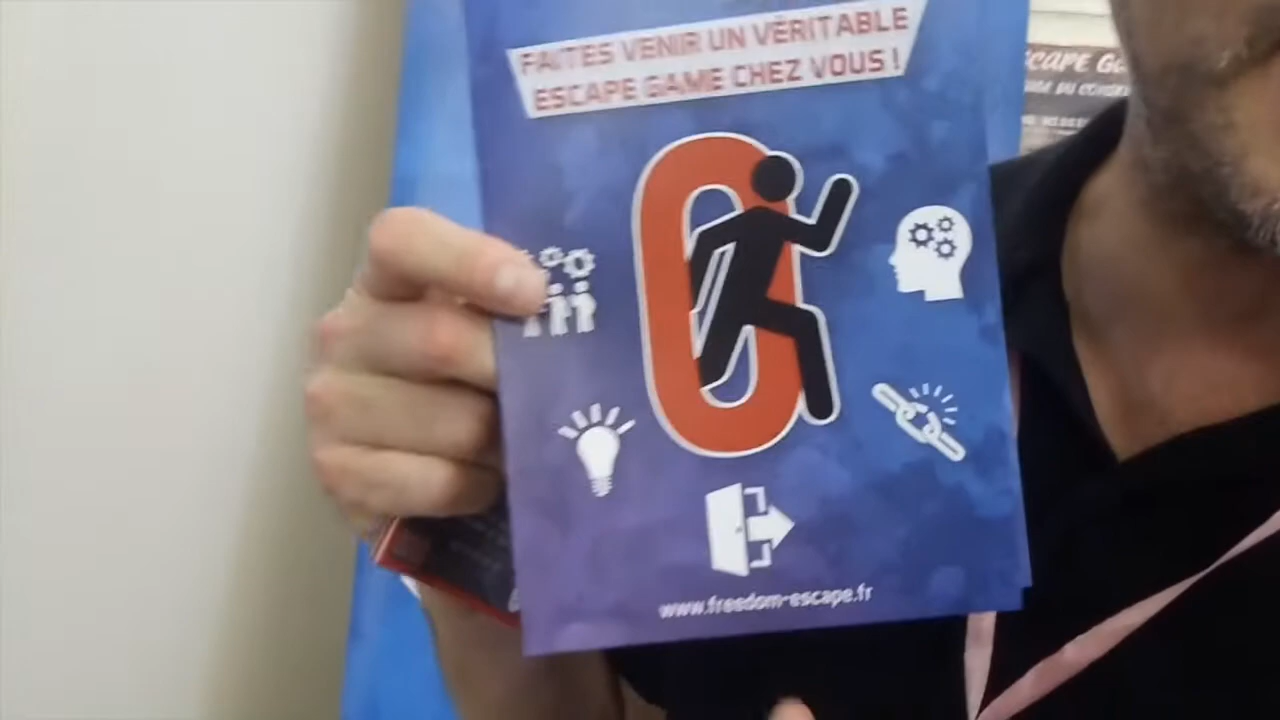 FAITES VENIR UN VÉRITABLE
ESCAPE GAME CHEZ VOUS !
www.freedom-escape.fr